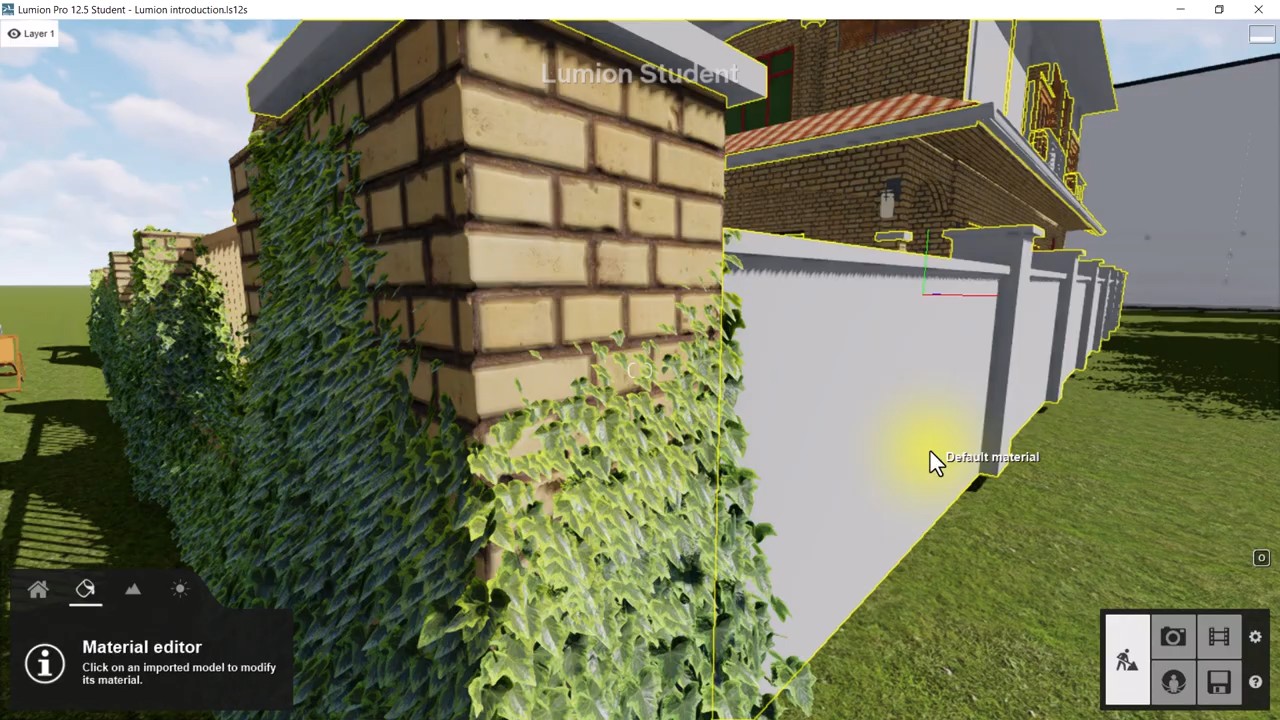 Lumion Pro 12.5 Student - Lumion introduction.ls12s
Layer 1
Lumion Student
Default material
Material editor
Click on an imported model to modify
its material.